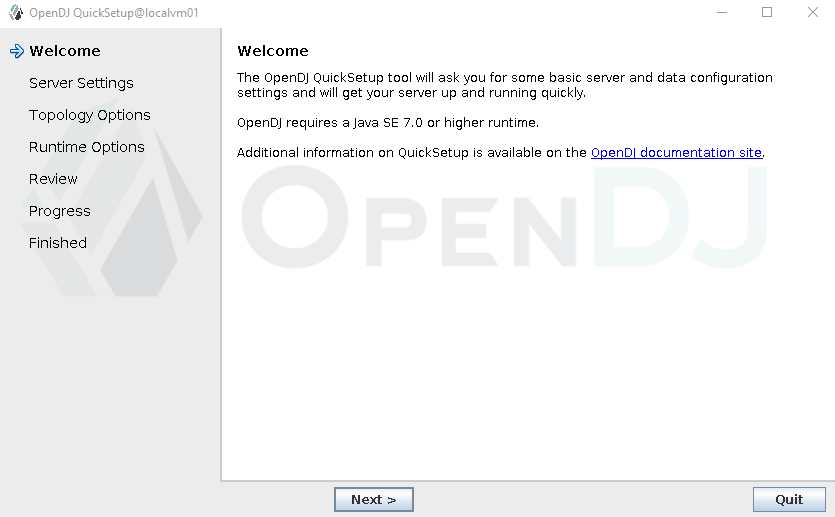 OpenDJ QuickSetup@localvm01
Welcome
Server Settings
Topology Options
Runtime Options
Review
Progress
Finished
Welcome
The OpenDJ QuickSetup tool will ask you for some basic server and data configuration
settings and will get your server up and running quickly.
OpenDJ requires a Java SE 7.0 or higher runtime.
Additional information on QuickSetup is available on the OpenDJ documentation site.
OPENDJ
Next >
Quit